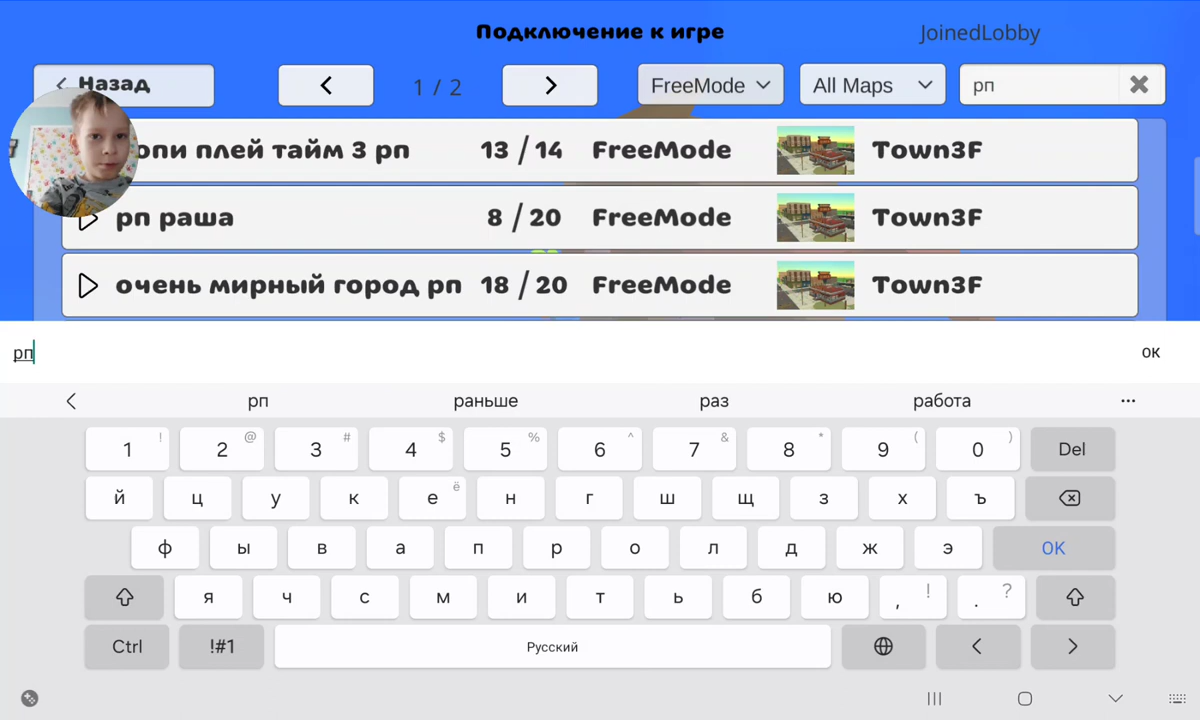 Подключение к игре
JoinedLobby
Назад
1 / 2
FreeMode
All Maps
рп
опи плей тайм 3 рп 13 / 14 FreeMode Town3F
рп раша 8 / 20 FreeMode Town3F
очень мирный город рп 18 / 20 FreeMode Town3F
рп
ОК
рп раньше раз работа ...
1 ! 2 @ 3 # 4 $ 5 % 6 ^ 7 & 8 * 9 ( 0 ) Del
й ц у к е ё н г ш щ з х ъ
ф ы в а п р о л д ж э OK
я ч с м и т ь б ю , ! . ?
Ctrl !#1 Русский